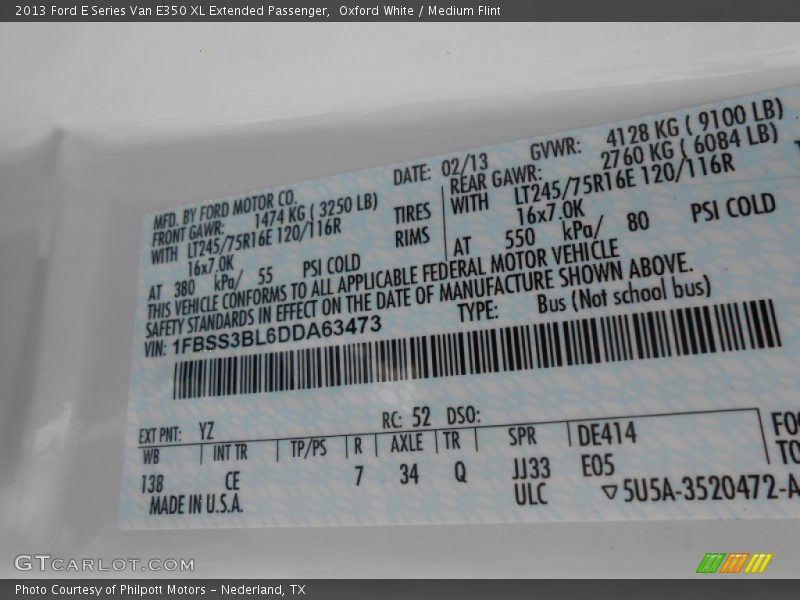 2013 Ford E Series Van E350 XL Extended Passenger, Oxford White / Medium Flint
MFD. BY FORD MOTOR CO. DATE: 02/13 GVWR: 4128 KG ( 9100 LB)
FRONT GAWR: 1474 KG ( 3250 LB) REAR GAWR: 2760 KG ( 6084 LB)
WITH LT245/75R16E 120/116R TIRES WITH LT245/75R16E 120/116R
16x7.0K RIMS 16x7.0K
AT 380 kPa/ 55 PSI COLD AT 550 kPa/ 80 PSI COLD
THIS VEHICLE CONFORMS TO ALL APPLICABLE FEDERAL MOTOR VEHICLE
SAFETY STANDARDS IN EFFECT ON THE DATE OF MANUFACTURE SHOWN ABOVE.
VIN: 1FBSS3BL6DDA63473 TYPE: Bus (Not school bus)
EXT PNT: YZ RC: 52 DSO:
WB INT TR TP/PS R AXLE TR SPR DE414
138 CE 7 34 Q JJ33 E05
MADE IN U.S.A. ULC ▽5U5A-3520472-A
GTCARLOT.COM
Photo Courtesy of Philpott Motors - Nederland, TX